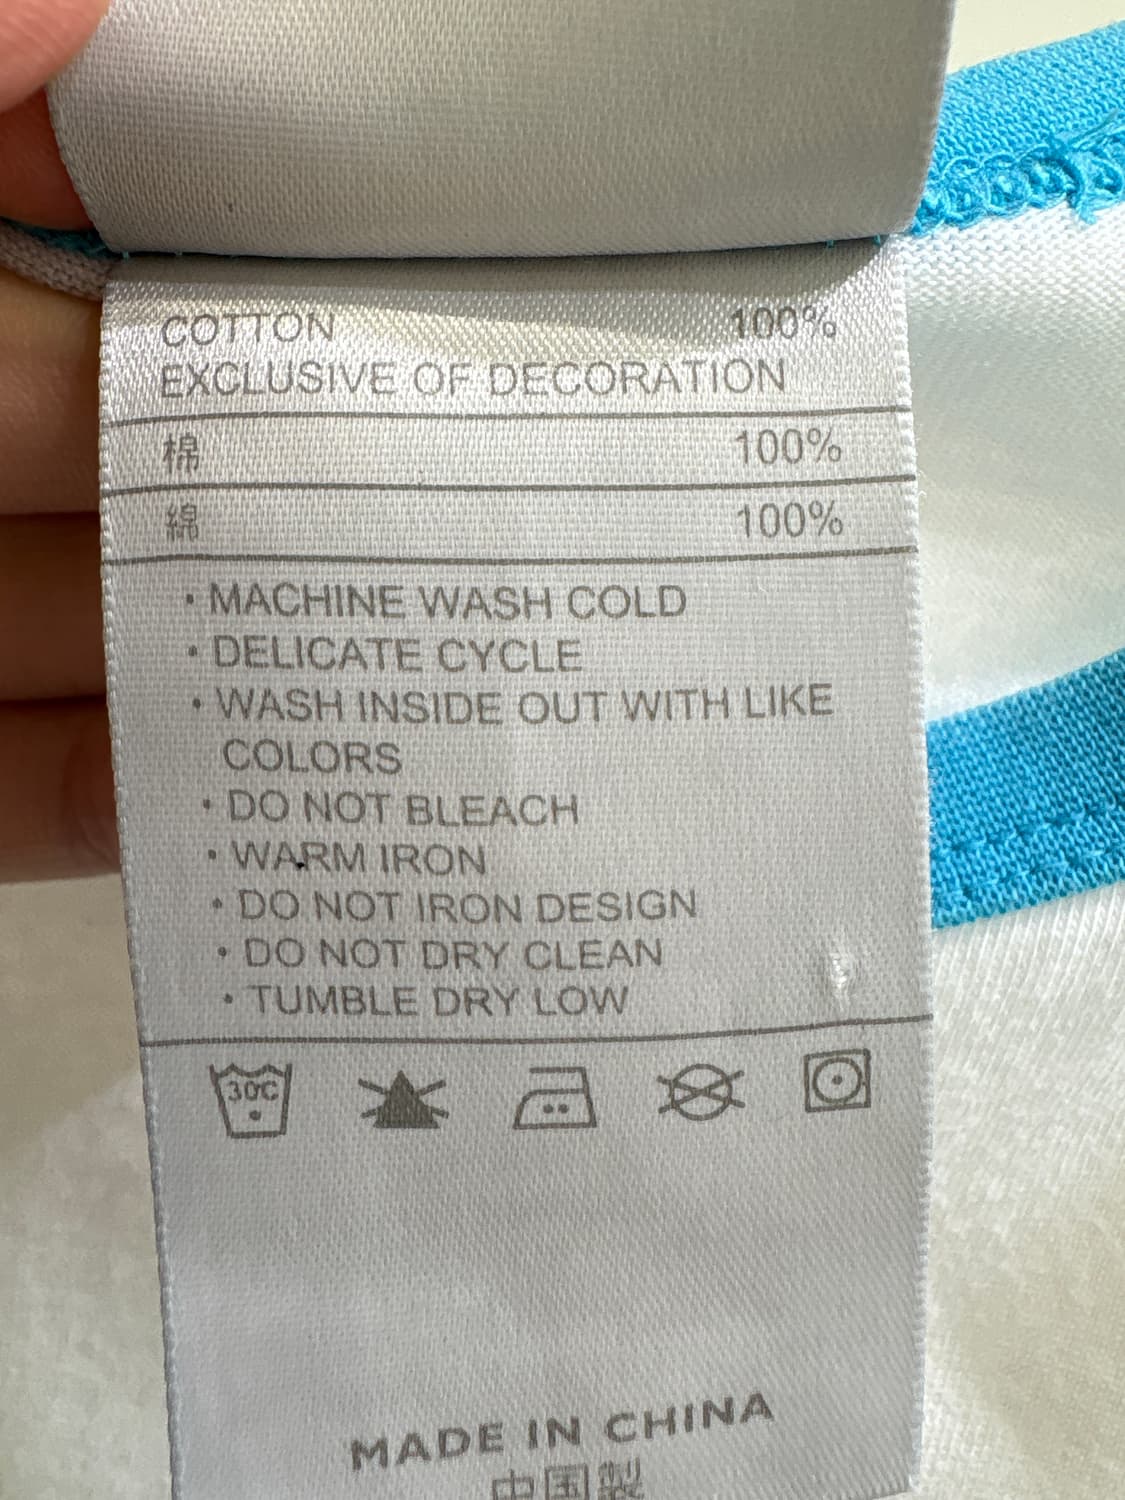 COTTON 100%
EXCLUSIVE OF DECORATION
棉 100%
綿 100%
· MACHINE WASH COLD
· DELICATE CYCLE
· WASH INSIDE OUT WITH LIKE
COLORS
· DO NOT BLEACH
· WARM IRON
· DO NOT IRON DESIGN
· DO NOT DRY CLEAN
· TUMBLE DRY LOW
30℃
MADE IN CHINA
中国製